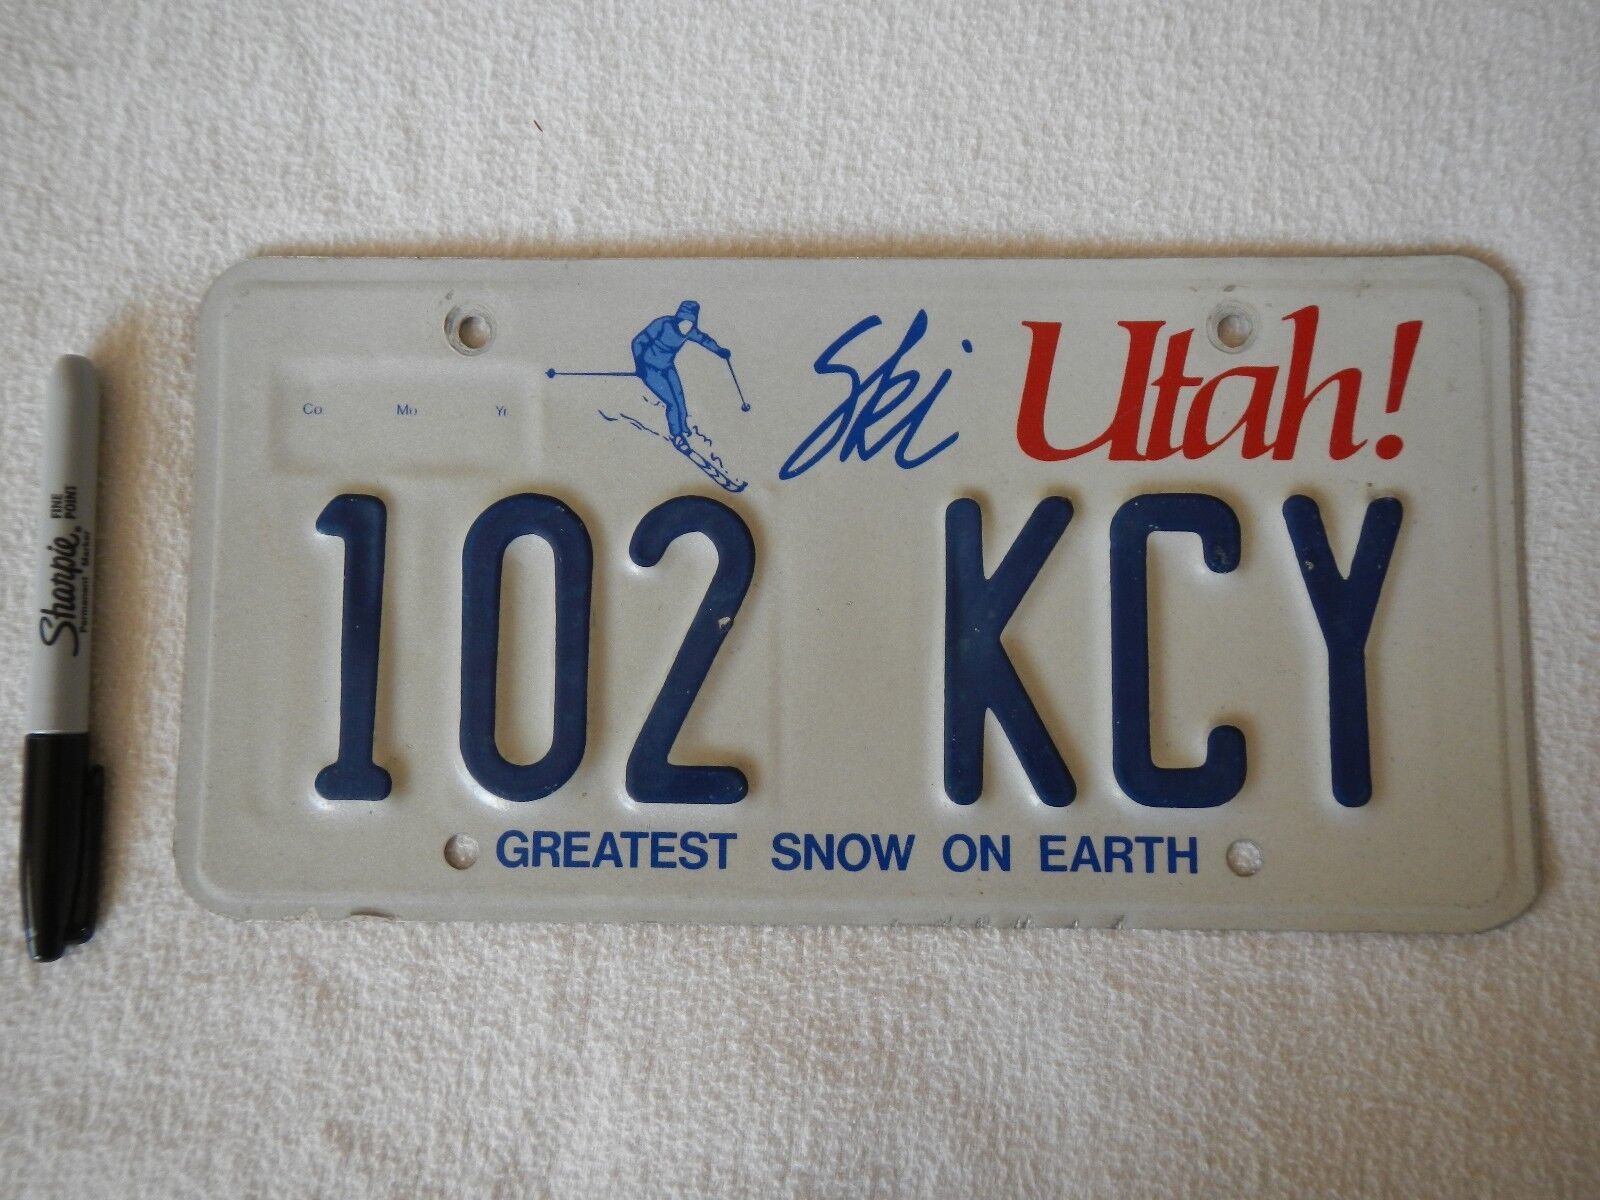 Ski Utah!
Co Mo Yr
102 KCY
GREATEST SNOW ON EARTH
Sharpie®
FINE POINT
Permanent Marker